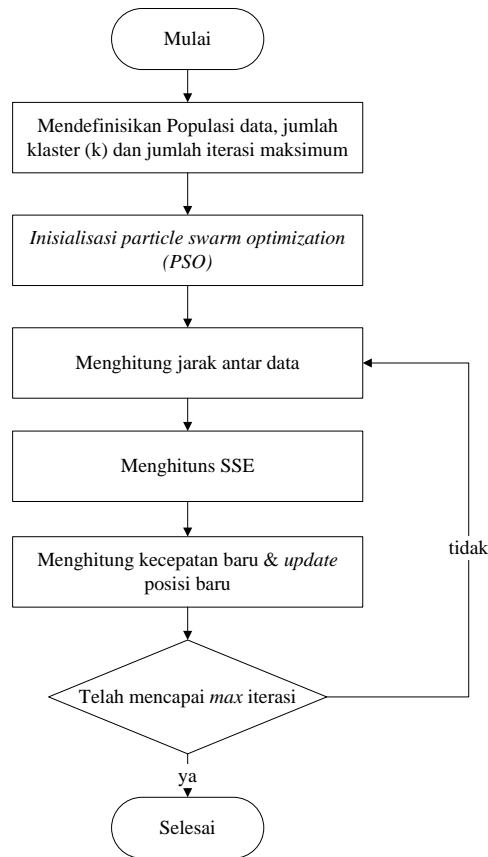 Mulai
Mendefinisikan Populasi data, jumlah
klaster (k) dan jumlah iterasi maksimum
Inisialisasi particle swarm optimization
(PSO)
Menghitung jarak antar data
Menghituns SSE
Menghitung kecepatan baru & update
posisi baru
tidak
Telah mencapai max iterasi
ya
Selesai